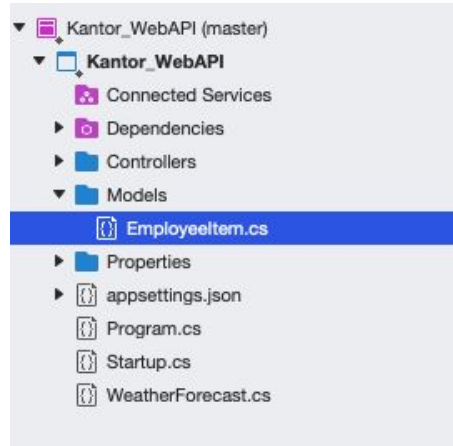 Kantor_WebAPI (master)
Kantor_WebAPI
Connected Services
Dependencies
Controllers
Models
EmployeeItem.cs
Properties
appsettings.json
Program.cs
Startup.cs
WeatherForecast.cs